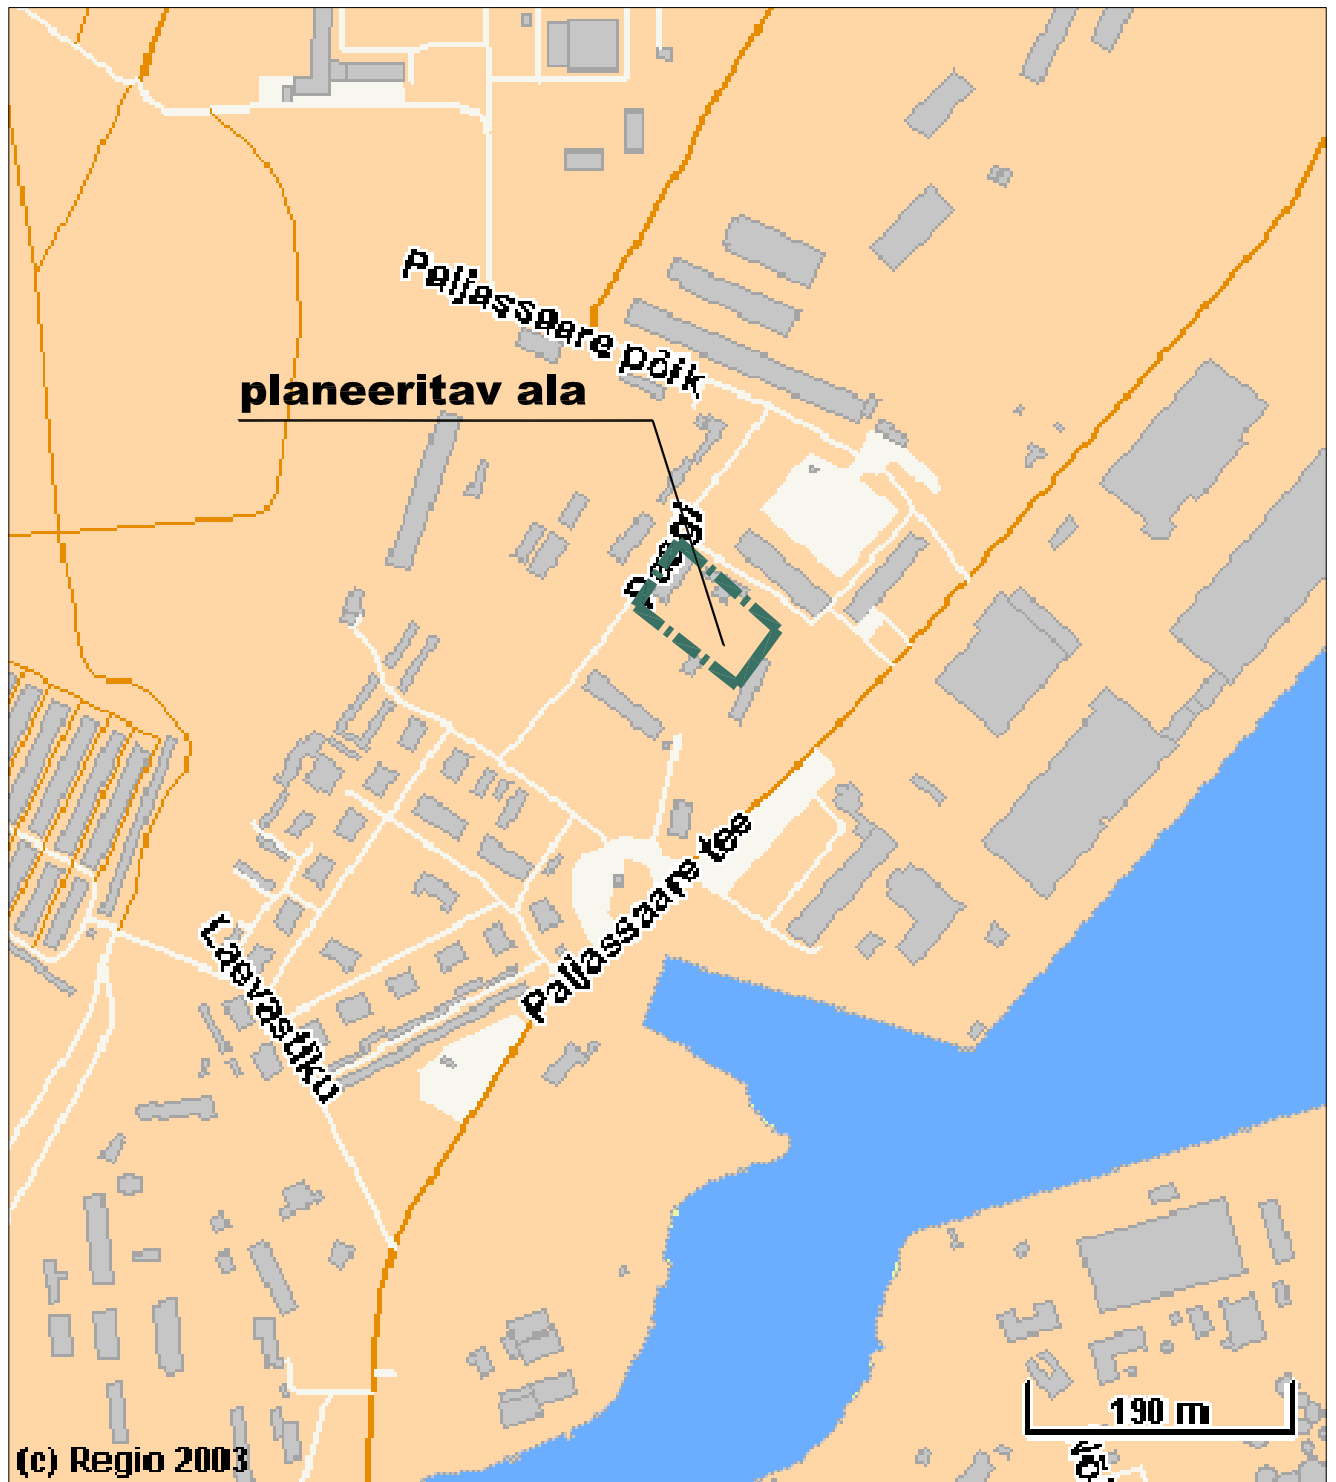 Paljassaare põik
planeeritav ala
Paljassaare tee
Laevastiku
190 m
(c) Regio 2003